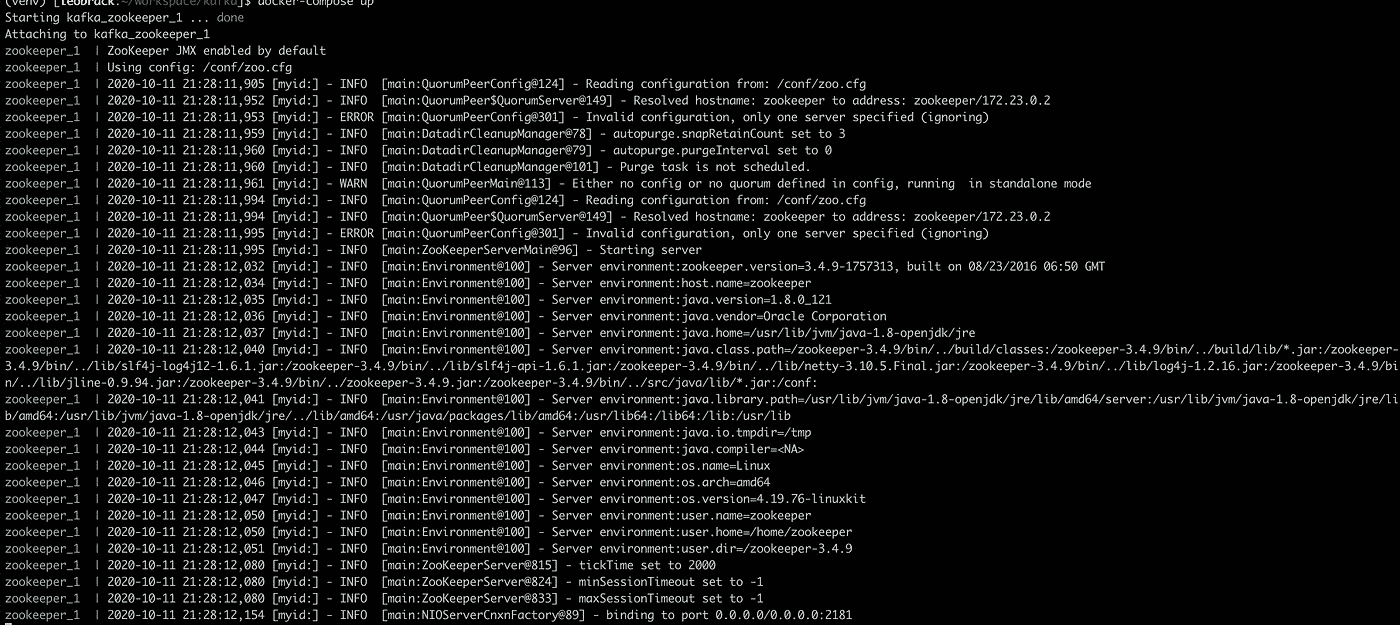 (venv) [leobrack:~/workspace/kafka]$ docker-compose up
Starting kafka_zookeeper_1 ... done
Attaching to kafka_zookeeper_1
zookeeper_1  | ZooKeeper JMX enabled by default
zookeeper_1  | Using config: /conf/zoo.cfg
zookeeper_1  | 2020-10-11 21:28:11,905 [myid:] - INFO  [main:QuorumPeerConfig@124] - Reading configuration from: /conf/zoo.cfg
zookeeper_1  | 2020-10-11 21:28:11,952 [myid:] - INFO  [main:QuorumPeer$QuorumServer@149] - Resolved hostname: zookeeper to address: zookeeper/172.23.0.2
zookeeper_1  | 2020-10-11 21:28:11,953 [myid:] - ERROR [main:QuorumPeerConfig@301] - Invalid configuration, only one server specified (ignoring)
zookeeper_1  | 2020-10-11 21:28:11,959 [myid:] - INFO  [main:DatadirCleanupManager@78] - autopurge.snapRetainCount set to 3
zookeeper_1  | 2020-10-11 21:28:11,960 [myid:] - INFO  [main:DatadirCleanupManager@79] - autopurge.purgeInterval set to 0
zookeeper_1  | 2020-10-11 21:28:11,960 [myid:] - INFO  [main:DatadirCleanupManager@101] - Purge task is not scheduled.
zookeeper_1  | 2020-10-11 21:28:11,961 [myid:] - WARN  [main:QuorumPeerMain@113] - Either no config or no quorum defined in config, running  in standalone mode
zookeeper_1  | 2020-10-11 21:28:11,994 [myid:] - INFO  [main:QuorumPeerConfig@124] - Reading configuration from: /conf/zoo.cfg
zookeeper_1  | 2020-10-11 21:28:11,994 [myid:] - INFO  [main:QuorumPeer$QuorumServer@149] - Resolved hostname: zookeeper to address: zookeeper/172.23.0.2
zookeeper_1  | 2020-10-11 21:28:11,995 [myid:] - ERROR [main:QuorumPeerConfig@301] - Invalid configuration, only one server specified (ignoring)
zookeeper_1  | 2020-10-11 21:28:11,995 [myid:] - INFO  [main:ZooKeeperServerMain@96] - Starting server
zookeeper_1  | 2020-10-11 21:28:12,032 [myid:] - INFO  [main:Environment@100] - Server environment:zookeeper.version=3.4.9-1757313, built on 08/23/2016 06:50 GMT
zookeeper_1  | 2020-10-11 21:28:12,034 [myid:] - INFO  [main:Environment@100] - Server environment:host.name=zookeeper
zookeeper_1  | 2020-10-11 21:28:12,035 [myid:] - INFO  [main:Environment@100] - Server environment:java.version=1.8.0_121
zookeeper_1  | 2020-10-11 21:28:12,036 [myid:] - INFO  [main:Environment@100] - Server environment:java.vendor=Oracle Corporation
zookeeper_1  | 2020-10-11 21:28:12,037 [myid:] - INFO  [main:Environment@100] - Server environment:java.home=/usr/lib/jvm/java-1.8-openjdk/jre
zookeeper_1  | 2020-10-11 21:28:12,040 [myid:] - INFO  [main:Environment@100] - Server environment:java.class.path=/zookeeper-3.4.9/bin/../build/classes:/zookeeper-3.4.9/bin/../build/lib/*.jar:/zookeeper-
3.4.9/bin/../lib/slf4j-log4j12-1.6.1.jar:/zookeeper-3.4.9/bin/../lib/slf4j-api-1.6.1.jar:/zookeeper-3.4.9/bin/../lib/netty-3.10.5.Final.jar:/zookeeper-3.4.9/bin/../lib/log4j-1.2.16.jar:/zookeeper-3.4.9/bi
n/../lib/jline-0.9.94.jar:/zookeeper-3.4.9/bin/../zookeeper-3.4.9.jar:/zookeeper-3.4.9/bin/../src/java/lib/*.jar:/conf:
zookeeper_1  | 2020-10-11 21:28:12,041 [myid:] - INFO  [main:Environment@100] - Server environment:java.library.path=/usr/lib/jvm/java-1.8-openjdk/jre/lib/amd64/server:/usr/lib/jvm/java-1.8-openjdk/jre/li
b/amd64:/usr/lib/jvm/java-1.8-openjdk/jre/../lib/amd64:/usr/java/packages/lib/amd64:/usr/lib64:/lib64:/lib:/usr/lib
zookeeper_1  | 2020-10-11 21:28:12,043 [myid:] - INFO  [main:Environment@100] - Server environment:java.io.tmpdir=/tmp
zookeeper_1  | 2020-10-11 21:28:12,044 [myid:] - INFO  [main:Environment@100] - Server environment:java.compiler=<NA>
zookeeper_1  | 2020-10-11 21:28:12,045 [myid:] - INFO  [main:Environment@100] - Server environment:os.name=Linux
zookeeper_1  | 2020-10-11 21:28:12,046 [myid:] - INFO  [main:Environment@100] - Server environment:os.arch=amd64
zookeeper_1  | 2020-10-11 21:28:12,047 [myid:] - INFO  [main:Environment@100] - Server environment:os.version=4.19.76-linuxkit
zookeeper_1  | 2020-10-11 21:28:12,050 [myid:] - INFO  [main:Environment@100] - Server environment:user.name=zookeeper
zookeeper_1  | 2020-10-11 21:28:12,050 [myid:] - INFO  [main:Environment@100] - Server environment:user.home=/home/zookeeper
zookeeper_1  | 2020-10-11 21:28:12,051 [myid:] - INFO  [main:Environment@100] - Server environment:user.dir=/zookeeper-3.4.9
zookeeper_1  | 2020-10-11 21:28:12,080 [myid:] - INFO  [main:ZooKeeperServer@815] - tickTime set to 2000
zookeeper_1  | 2020-10-11 21:28:12,080 [myid:] - INFO  [main:ZooKeeperServer@824] - minSessionTimeout set to -1
zookeeper_1  | 2020-10-11 21:28:12,080 [myid:] - INFO  [main:ZooKeeperServer@833] - maxSessionTimeout set to -1
zookeeper_1  | 2020-10-11 21:28:12,154 [myid:] - INFO  [main:NIOServerCnxnFactory@89] - binding to port 0.0.0.0/0.0.0.0:2181